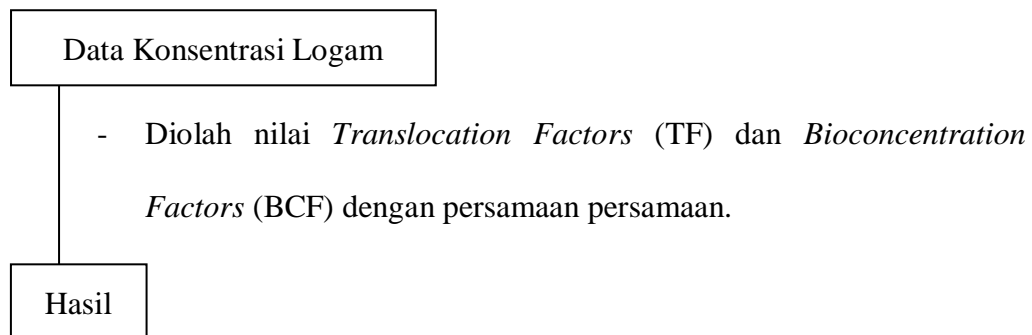 Data Konsentrasi Logam
- Diolah nilai Translocation Factors (TF) dan Bioconcentration
Factors (BCF) dengan persamaan persamaan.
Hasil